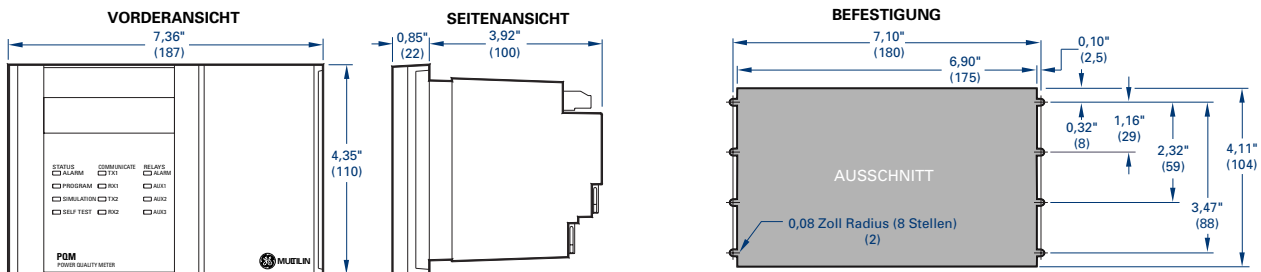 VORDERANSICHT
7,36"
(187)
4,35"
(110)
STATUS COMMUNICATE RELAYS
ALARM TX1 ALARM
PROGRAM RX1 AUX1
SIMULATION TX2 AUX2
SELF TEST RX2 AUX3
PQM
POWER QUALITY METER
MULTILIN
SEITENANSICHT
0,85"
(22)
3,92"
(100)
BEFESTIGUNG
7,10"
(180)
6,90"
(175)
0,10"
(2,5)
0,32"
(8)
1,16"
(29)
2,32"
(59)
3,47"
(88)
4,11"
(104)
AUSSCHNITT
0,08 Zoll Radius (8 Stellen)
(2)